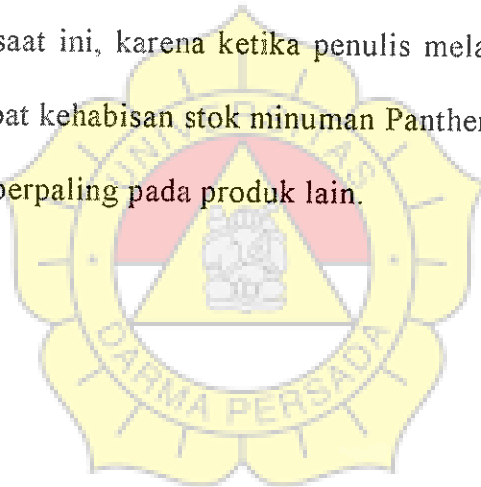 saat ini, karena ketika penulis mela
pat kehabisan stok minuman Panther
berpaling pada produk lain.
UNIVERSITAS
DARMA PERSADA